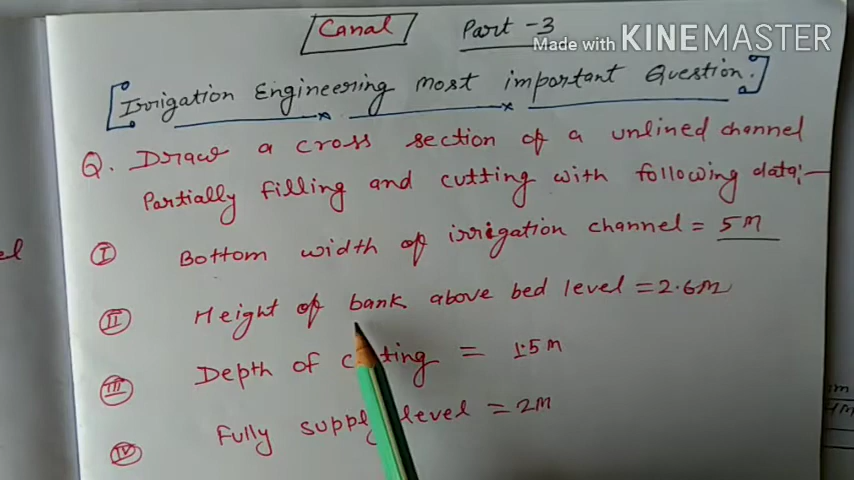 Canal Part -3
Made with KINEMASTER
[Irrigation Engineering most important Question.]
Q. Draw a cross section of a unlined channel
Partially filling and cutting with following data:-
I Bottom width of irrigation channel = 5M
II Height of bank above bed level = 2.6M
III Depth of cutting = 1.5M
IV Fully supply level = 2M